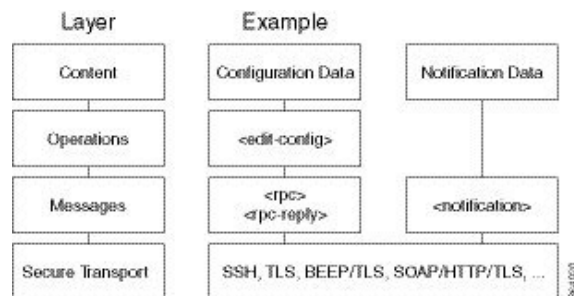 Layer Example
Content Configuration Data Notification Data
Operations <edit-config>
Messages <rpc>
<rpc-reply> <notification>
Secure Transport SSH, TLS, BEEP/TLS, SOAP/HTTP/TLS, ...